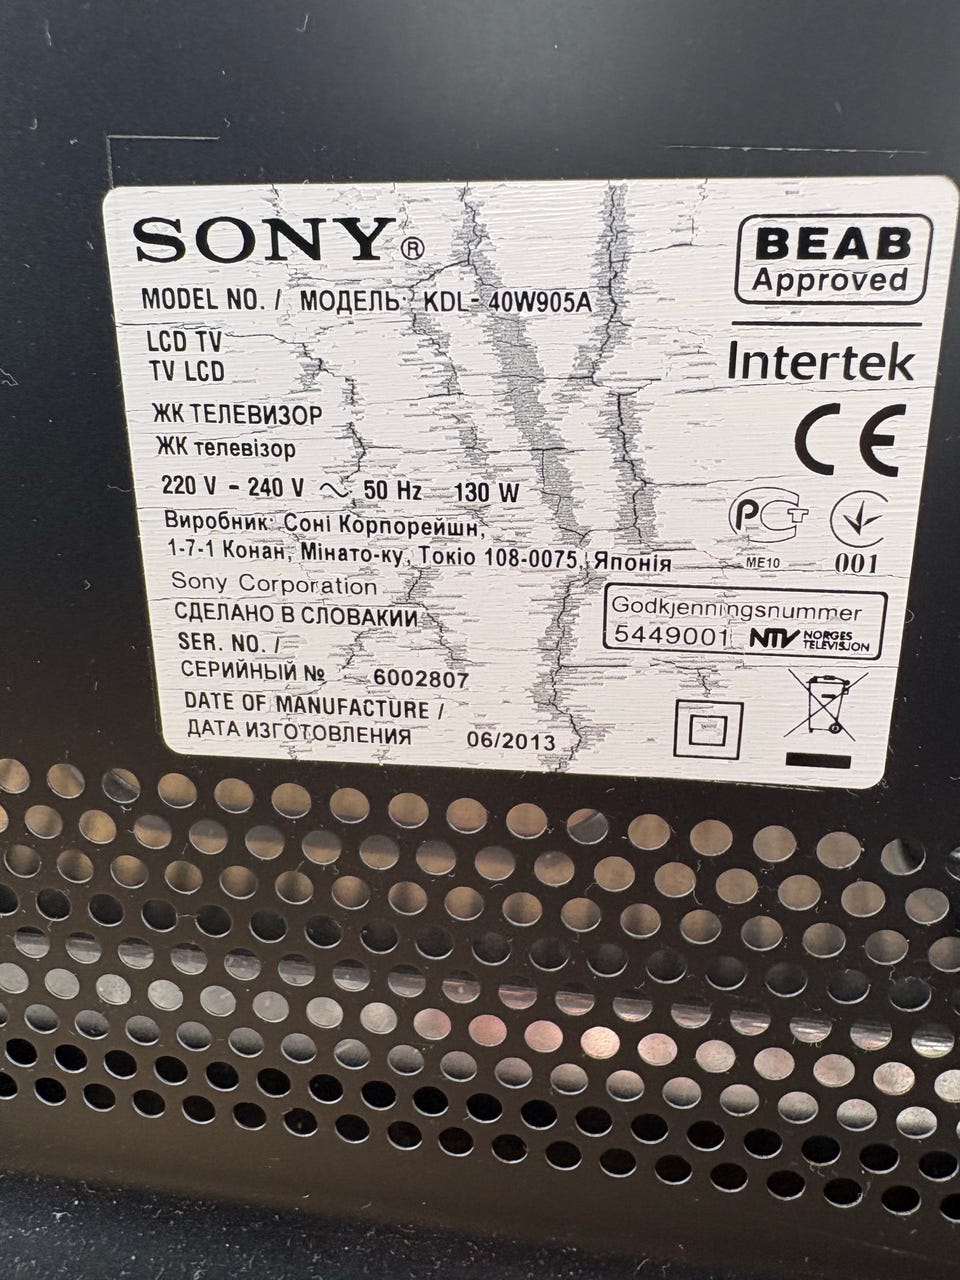 SONY®
MODEL NO. / МОДЕЛЬ: KDL- 40W905A
LCD TV
TV LCD
ЖК ТЕЛЕВИЗОР
ЖК телевізор
220 V - 240 V ~ 50 Hz 130 W
Виробник: Соні Корпорейшн,
1-7-1 Конан, Мінато-ку, Токіо 108-0075, Японія
Sony Corporation
СДЕЛАНО В СЛОВАКИИ
SER. NO. /
СЕРИЙНЫЙ № 6002807
DATE OF MANUFACTURE /
ДАТА ИЗГОТОВЛЕНИЯ 06/2013
BEAB
Approved
Intertek
CE
РСТ
ME10
001
Godkjenningsnummer
5449001 NTV NORGES
TELEVISJON